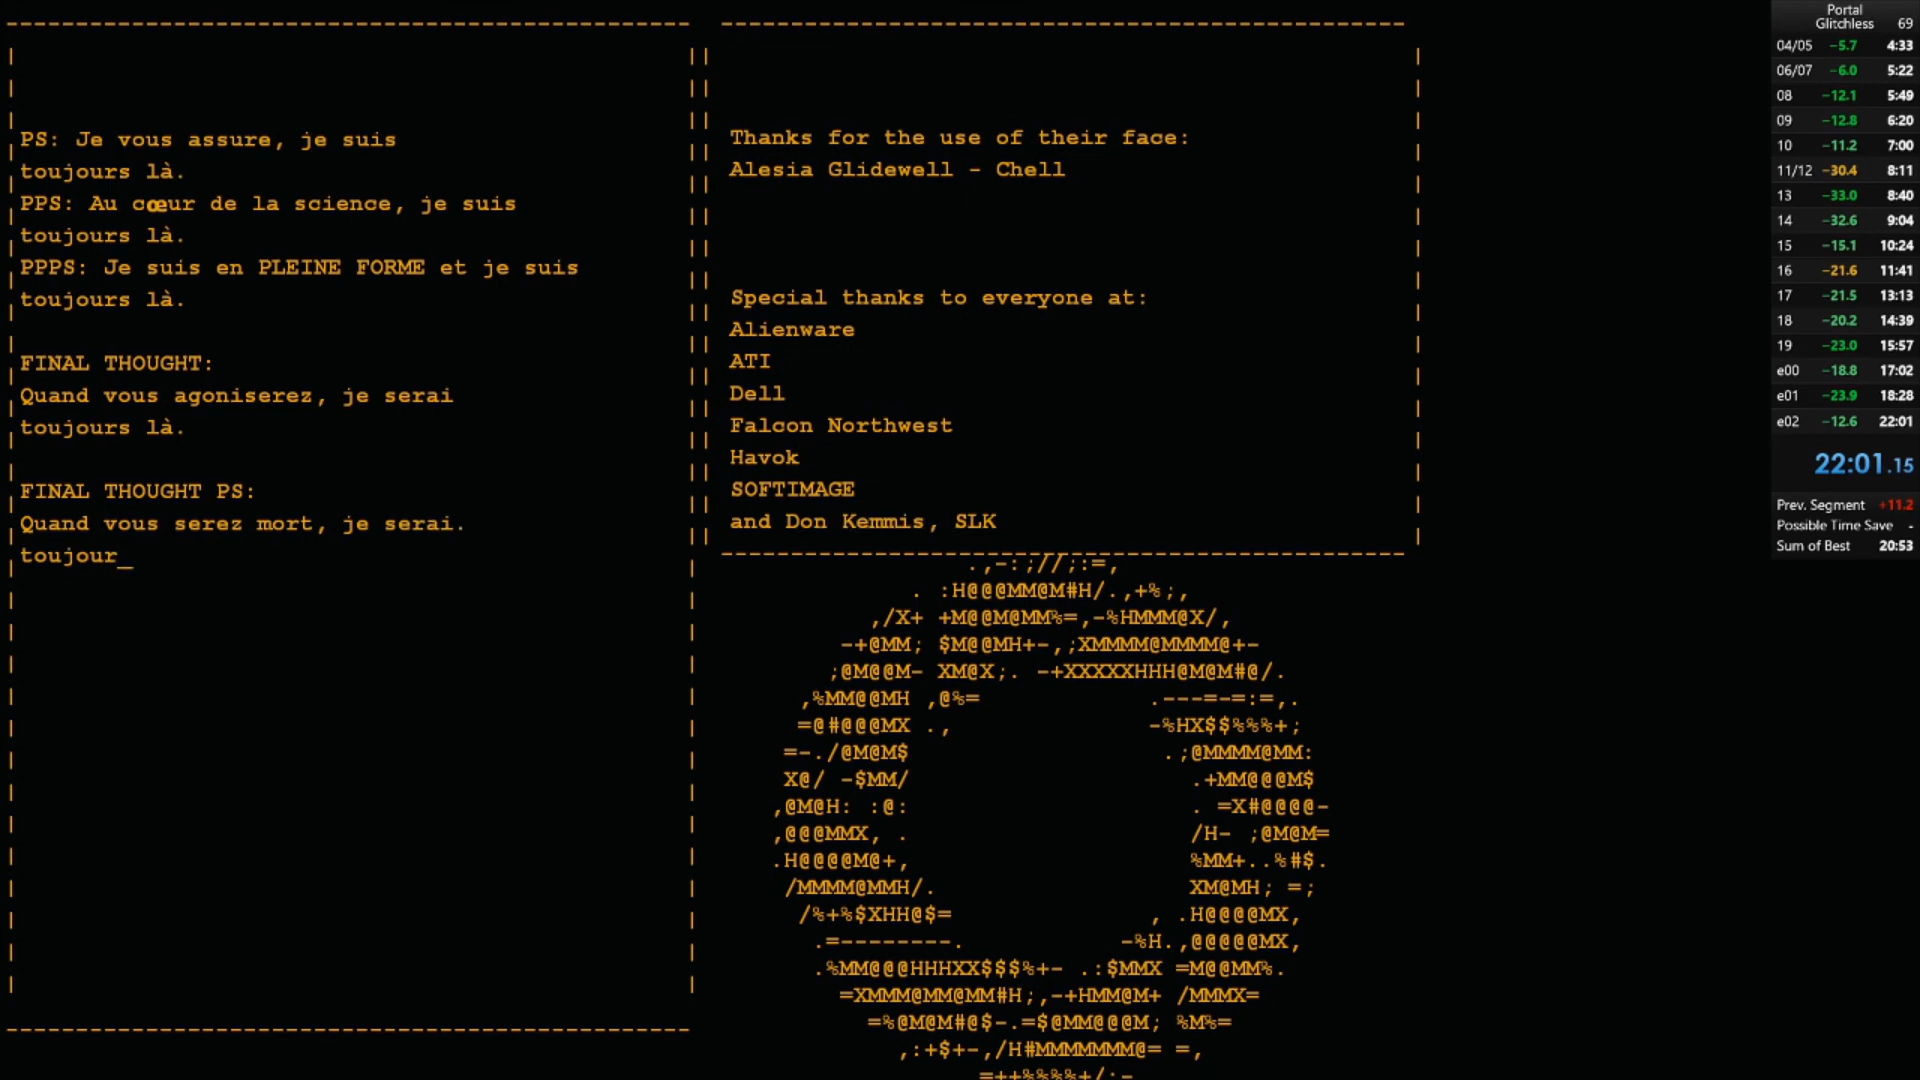 PS: Je vous assure, je suis
toujours là.
PPS: Au cœur de la science, je suis
toujours là.
PPPS: Je suis en PLEINE FORME et je suis
toujours là.
FINAL THOUGHT:
Quand vous agoniserez, je serai
toujours là.
FINAL THOUGHT PS:
Quand vous serez mort, je serai.
toujour_
Thanks for the use of their face:
Alesia Glidewell - Chell
Special thanks to everyone at:
Alienware
ATI
Dell
Falcon Northwest
Havok
SOFTIMAGE
and Don Kemmis, SLK
Portal
Glitchless 69
04/05 -5.7 4:33
06/07 -6.0 5:22
08 -12.1 5:49
09 -12.8 6:20
10 -11.2 7:00
11/12 -30.4 8:11
13 -33.0 8:40
14 -32.6 9:04
15 -15.1 10:24
16 -21.6 11:41
17 -21.5 13:13
18 -20.2 14:39
19 -23.0 15:57
e00 -18.8 17:02
e01 -23.9 18:28
e02 -12.6 22:01
22:01.15
Prev. Segment +11.2
Possible Time Save -
Sum of Best 20:53